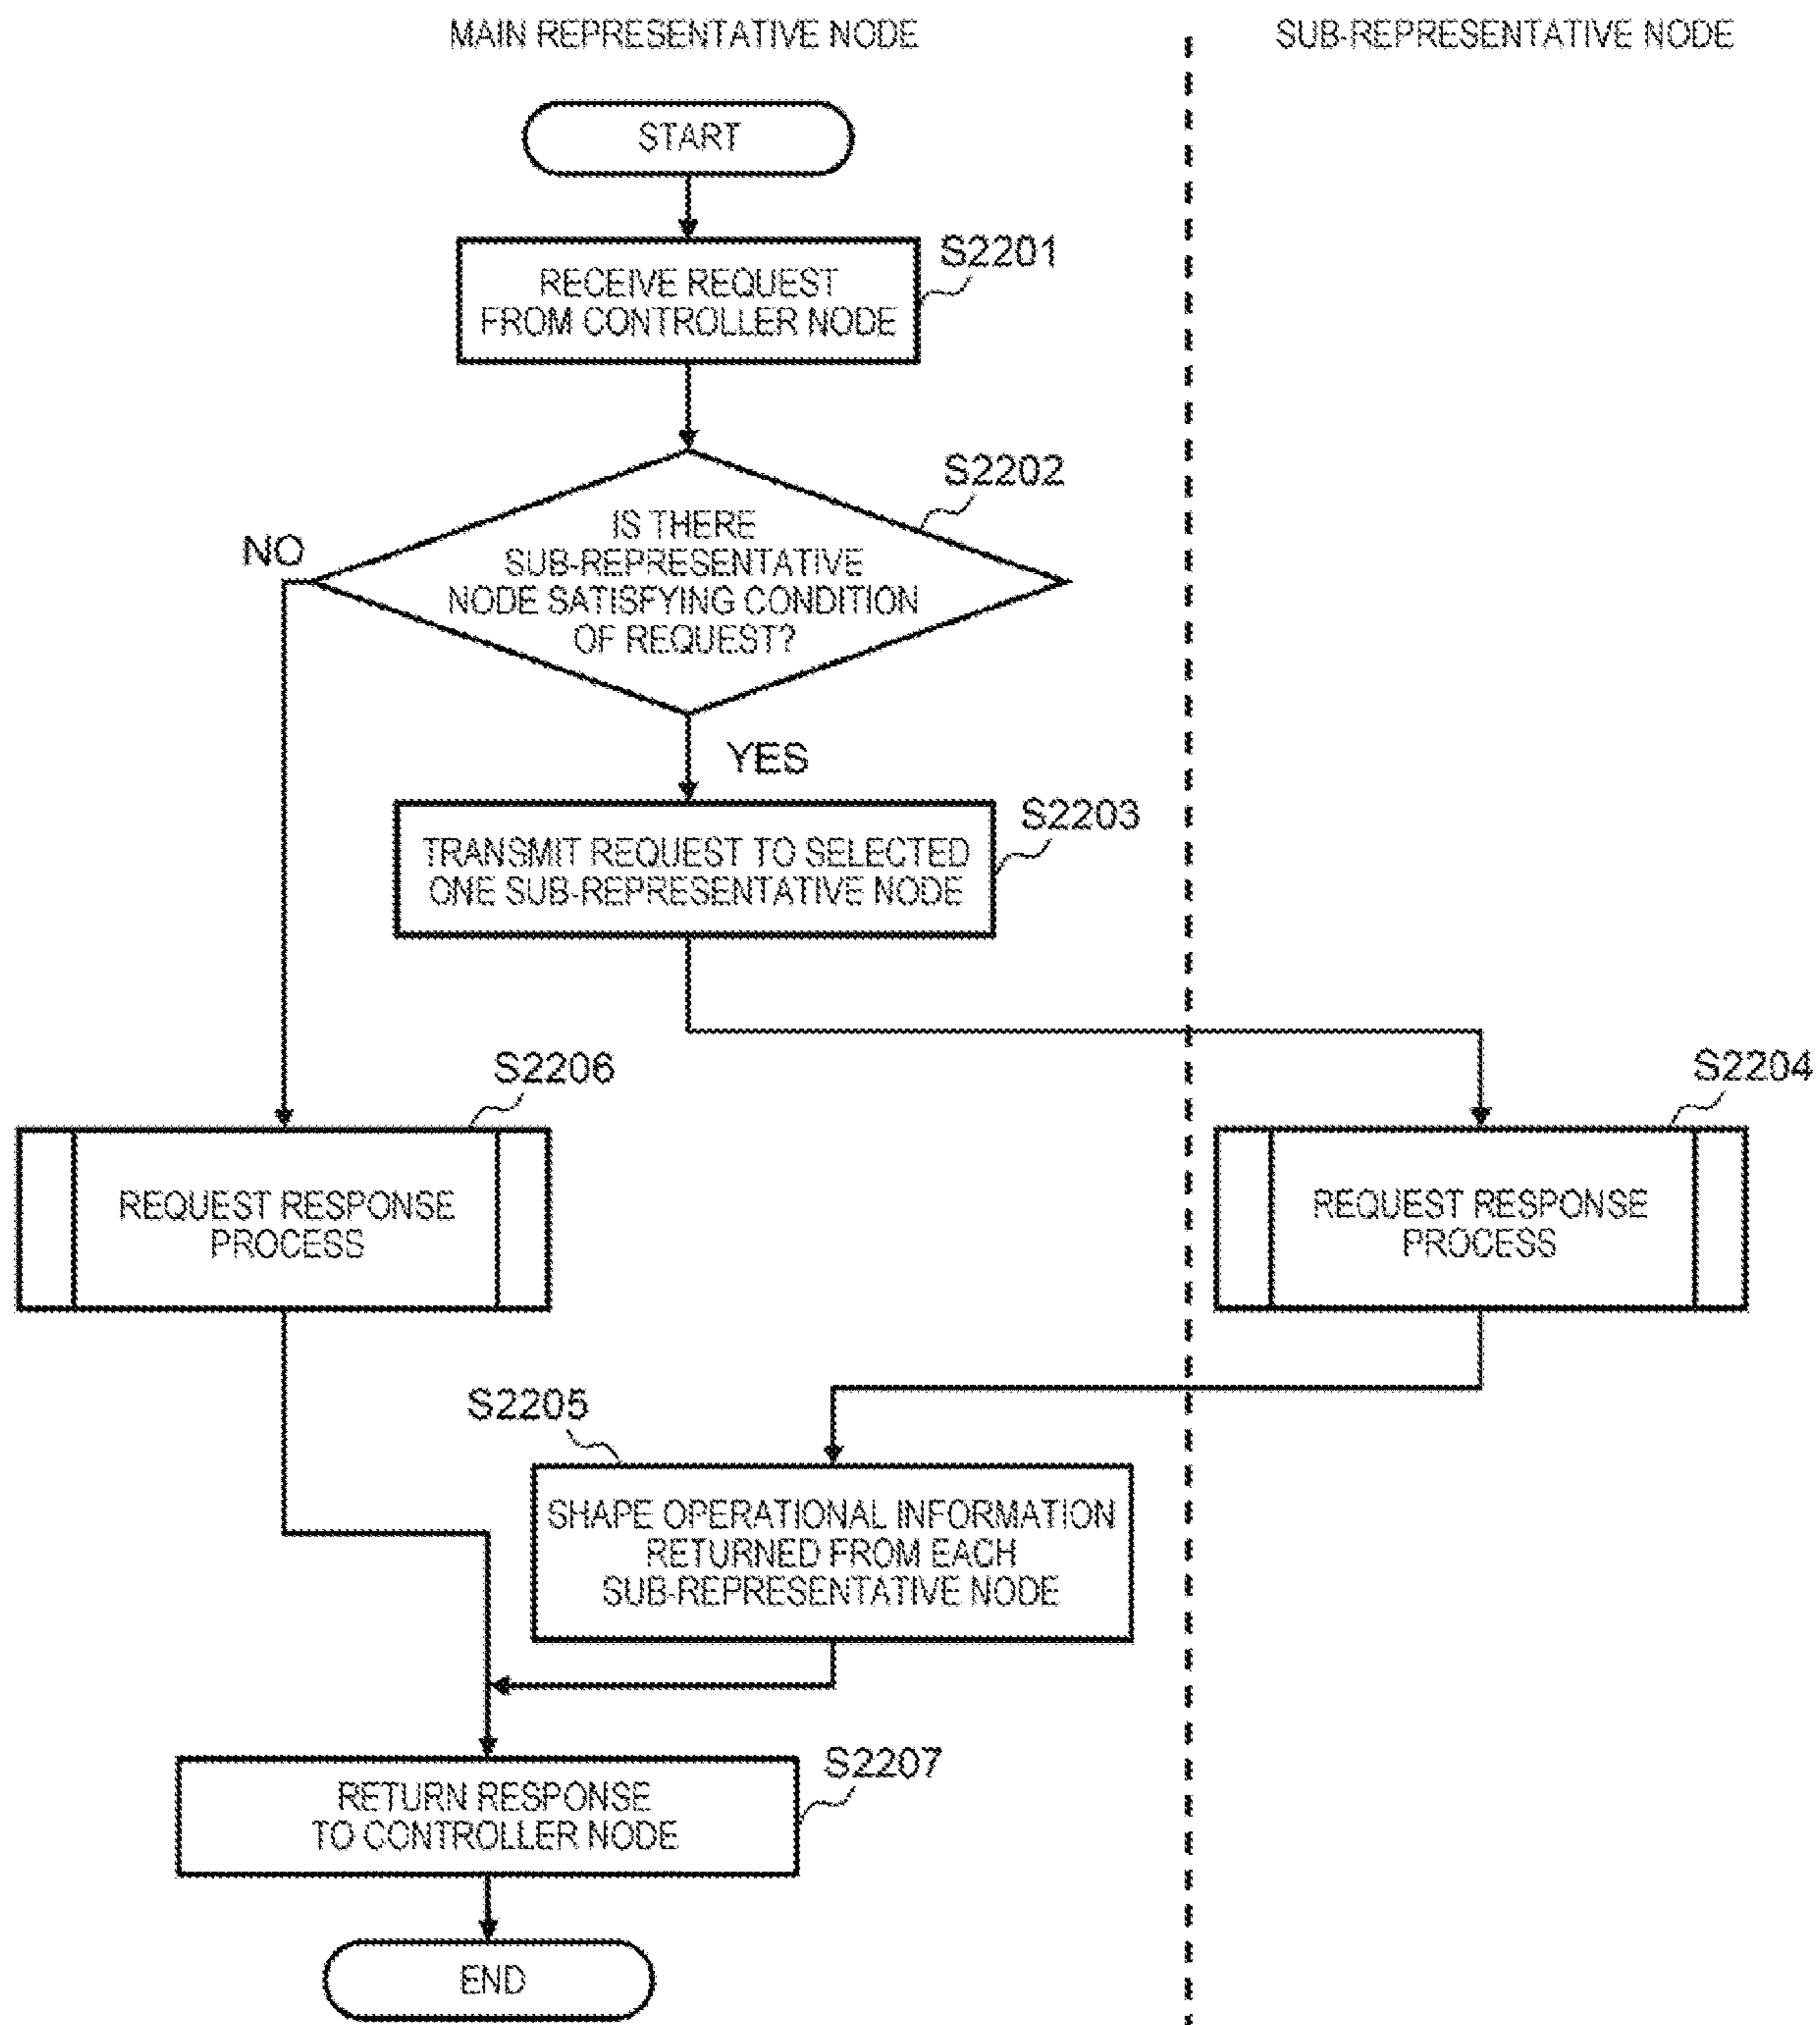 MAIN REPRESENTATIVE NODE
SUB-REPRESENTATIVE NODE
START
S2201
RECEIVE REQUEST
FROM CONTROLLER NODE
S2202
IS THERE
SUB-REPRESENTATIVE
NODE SATISFYING CONDITION
OF REQUEST?
NO
YES
S2203
TRANSMIT REQUEST TO SELECTED
ONE SUB-REPRESENTATIVE NODE
S2206
REQUEST RESPONSE
PROCESS
S2204
REQUEST RESPONSE
PROCESS
S2205
SHAPE OPERATIONAL INFORMATION
RETURNED FROM EACH
SUB-REPRESENTATIVE NODE
S2207
RETURN RESPONSE
TO CONTROLLER NODE
END